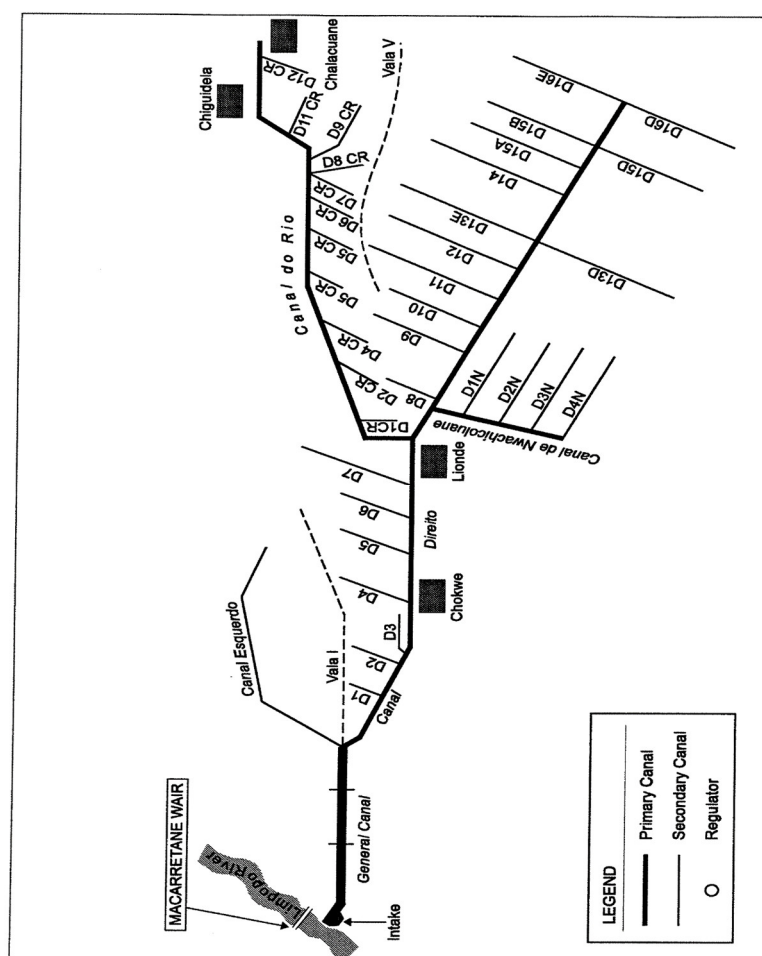 MACARRETANE WAIR
Limpopo River
Intake
General Canal
Canal Esquerdo
Vala I
Canal
Direito
D1
D2
D3
D4
D5
D6
D7
Chokwe
Lionde
Canal do Rio
D1CR
D2 CR
D4 CR
D5 CR
D5 CR
D6 CR
D7 CR
D8 CR
D9 CR
D11 CR
D12 CR
Chiguidela
Chalacuane
Vala V
D8
D9
D10
D11
D12
D13E
D14
D15A
D15B
D16E
D13D
D15D
D16D
Canal de Nwachicoluane
D1N
D2N
D3N
D4N
LEGEND
Primary Canal
Secondary Canal
Regulator